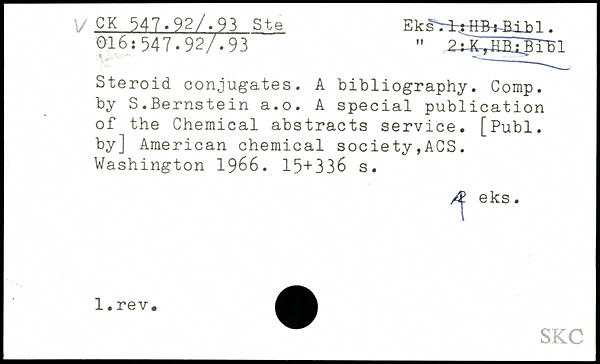 V CK 547.92/.93 Ste Eks.1:HB:Bibl.
016:547.92/.93 " 2:K,HB:Bibl
Steroid conjugates. A bibliography. Comp.
by S.Bernstein a.o. A special publication
of the Chemical abstracts service. [Publ.
by] American chemical society,ACS.
Washington 1966. 15+336 s.
eks.
1.rev.
SKC